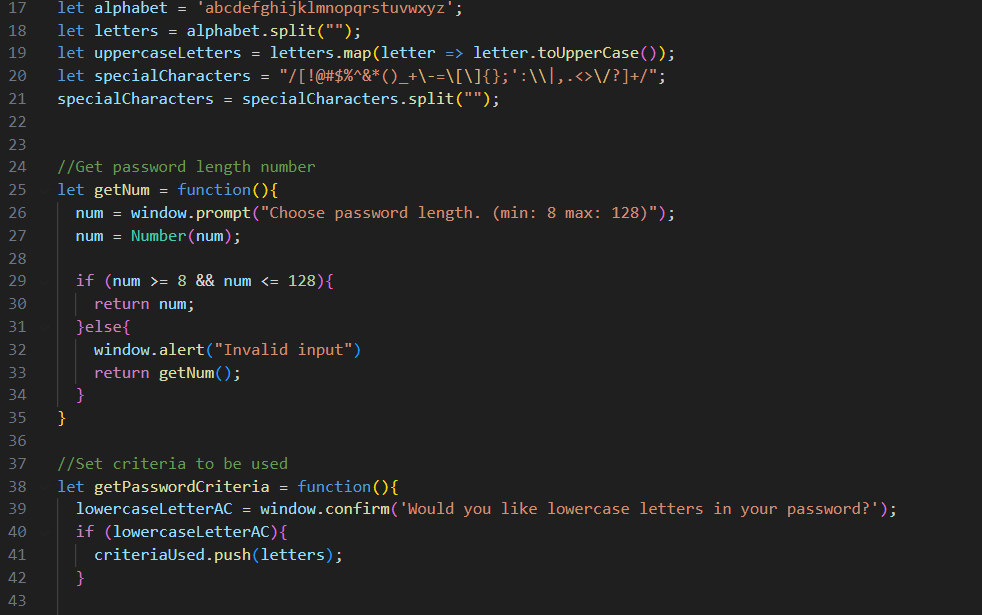 17 let alphabet = 'abcdefghijklmnopqrstuvwxyz';
18 let letters = alphabet.split("");
19 let uppercaseLetters = letters.map(letter => letter.toUpperCase());
20 let specialCharacters = "/[!@#$%^&*()_+\-=\[\]{};':\\|,.<>\/?]+/";
21 specialCharacters = specialCharacters.split("");
22
23
24 //Get password length number
25 let getNum = function(){
26   num = window.prompt("Choose password length. (min: 8 max: 128)");
27   num = Number(num);
28
29   if (num >= 8 && num <= 128){
30     return num;
31   }else{
32     window.alert("Invalid input")
33     return getNum();
34   }
35 }
36
37 //Set criteria to be used
38 let getPasswordCriteria = function(){
39   lowercaseLetterAC = window.confirm('Would you like lowercase letters in your password?');
40   if (lowercaseLetterAC){
41     criteriaUsed.push(letters);
42   }
43